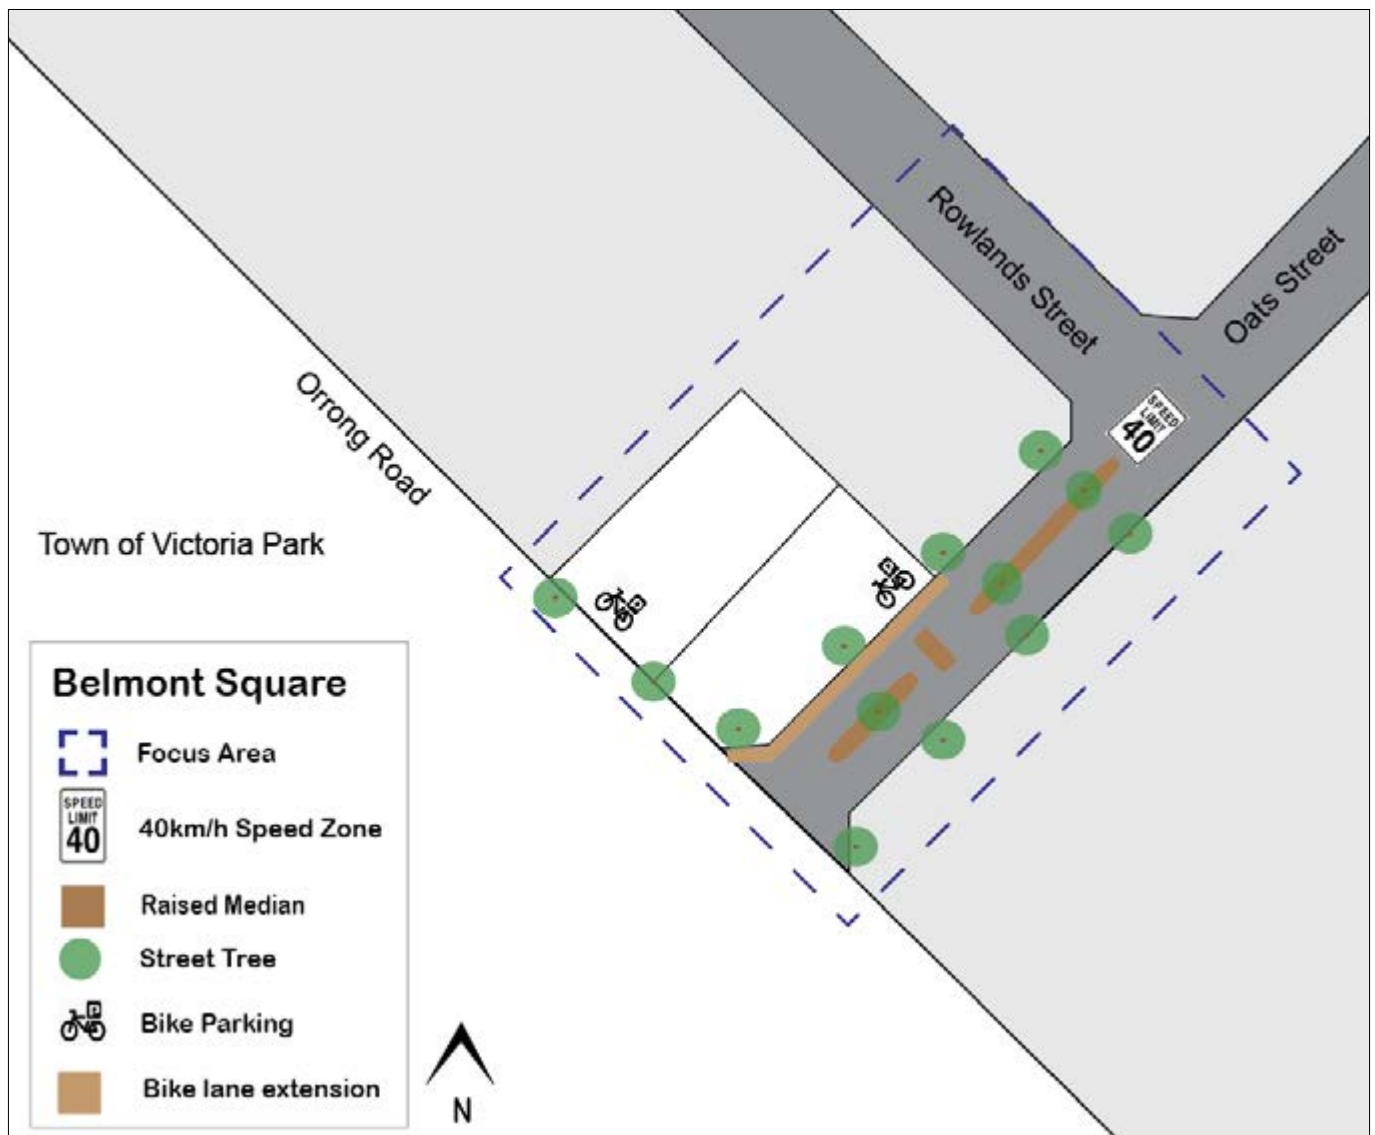 Rowlands Street
Oats Street
SPEED
LIMIT
40
Orrong Road
Town of Victoria Park
Belmont Square
Focus Area
SPEED
LIMIT
40
40km/h Speed Zone
Raised Median
Street Tree
Bike Parking
Bike lane extension
N